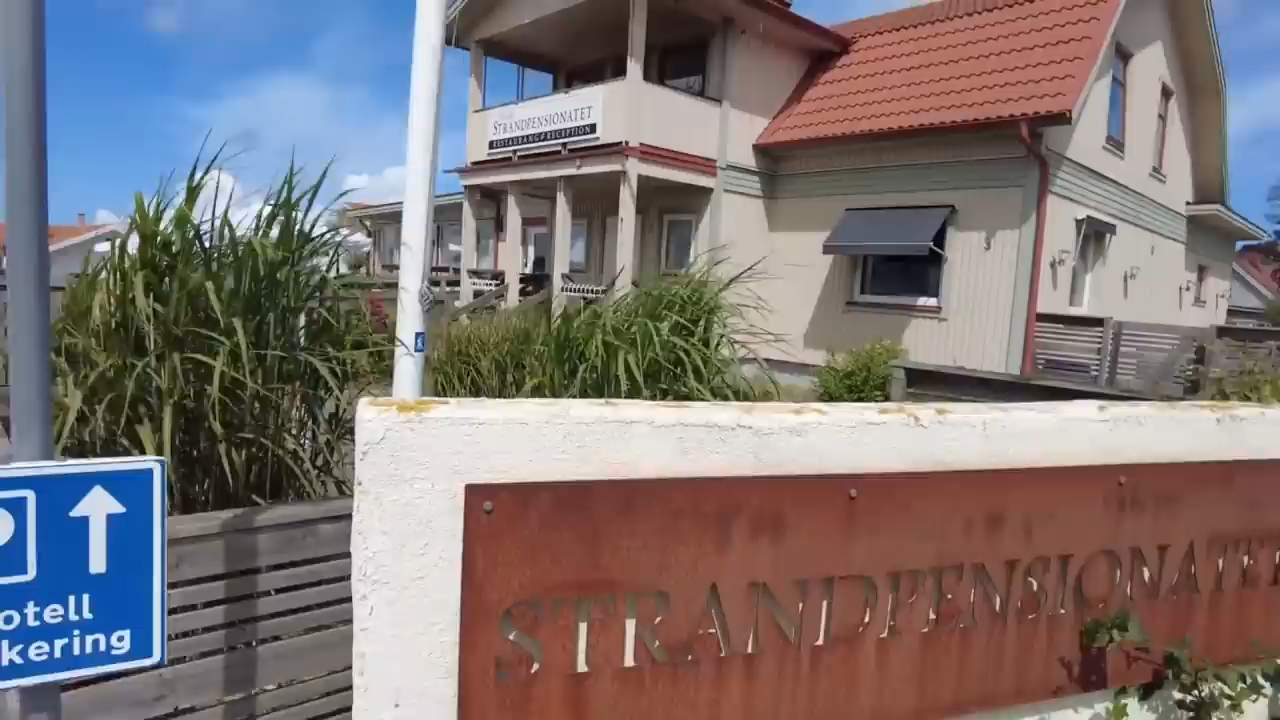 STRANDPENSIONATET
RESTAURANG & RECEPTION
otell
kering
STRANDPENSIONATET